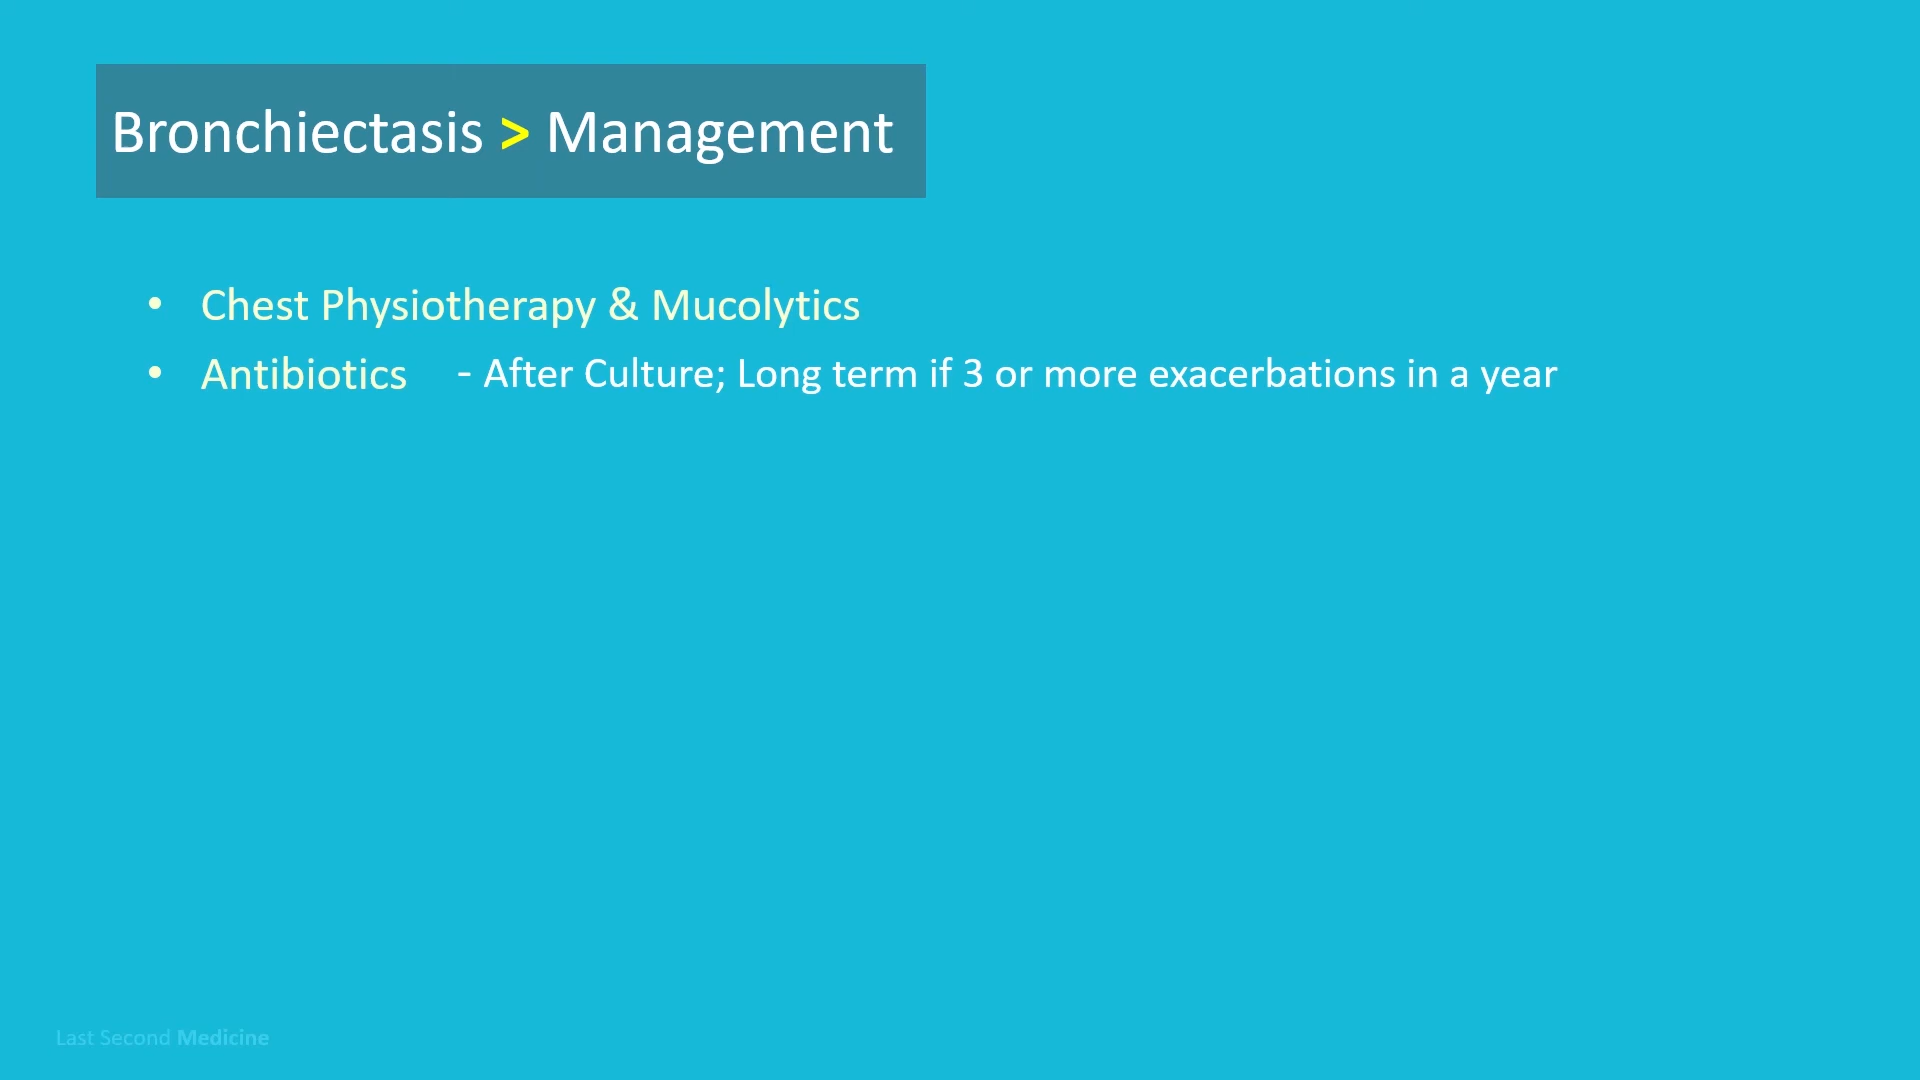 Bronchiectasis > Management
• Chest Physiotherapy & Mucolytics
• Antibiotics - After Culture; Long term if 3 or more exacerbations in a year
Last Second Medicine